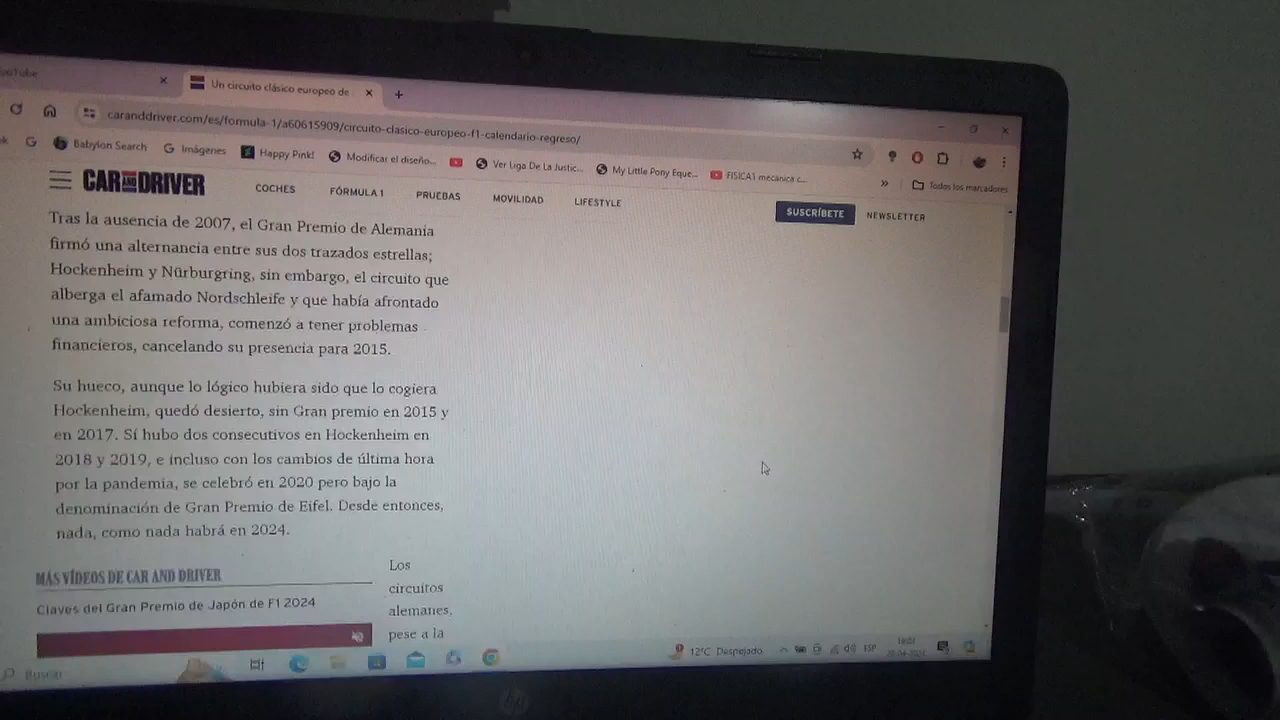 YouTube
Un circuito clásico europeo de
caranddriver.com/es/formula-1/a60615909/circuito-clasico-europeo-f1-calendario-regreso/
Babylon Search
Imágenes
Happy Pink!
Modificar el diseño...
Ver Liga De La Justic...
My Little Pony Eque...
FISICA1 mecánica c...
Todos los marcadores
CAR AND DRIVER
COCHES
FÓRMULA 1
PRUEBAS
MOVILIDAD
LIFESTYLE
SUSCRÍBETE
NEWSLETTER
Tras la ausencia de 2007, el Gran Premio de Alemania
firmó una alternancia entre sus dos trazados estrellas;
Hockenheim y Nürburgring, sin embargo, el circuito que
alberga el afamado Nordschleife y que había afrontado
una ambiciosa reforma, comenzó a tener problemas
financieros, cancelando su presencia para 2015.
Su hueco, aunque lo lógico hubiera sido que lo cogiera
Hockenheim, quedó desierto, sin Gran premio en 2015 y
en 2017. Sí hubo dos consecutivos en Hockenheim en
2018 y 2019, e incluso con los cambios de última hora
por la pandemia, se celebró en 2020 pero bajo la
denominación de Gran Premio de Eifel. Desde entonces,
nada, como nada habrá en 2024.
MÁS VÍDEOS DE CAR AND DRIVER
Claves del Gran Premio de Japón de F1 2024
Los
circuitos
alemanes,
pese a la
Buscar
12°C Despejado
ESP
hp